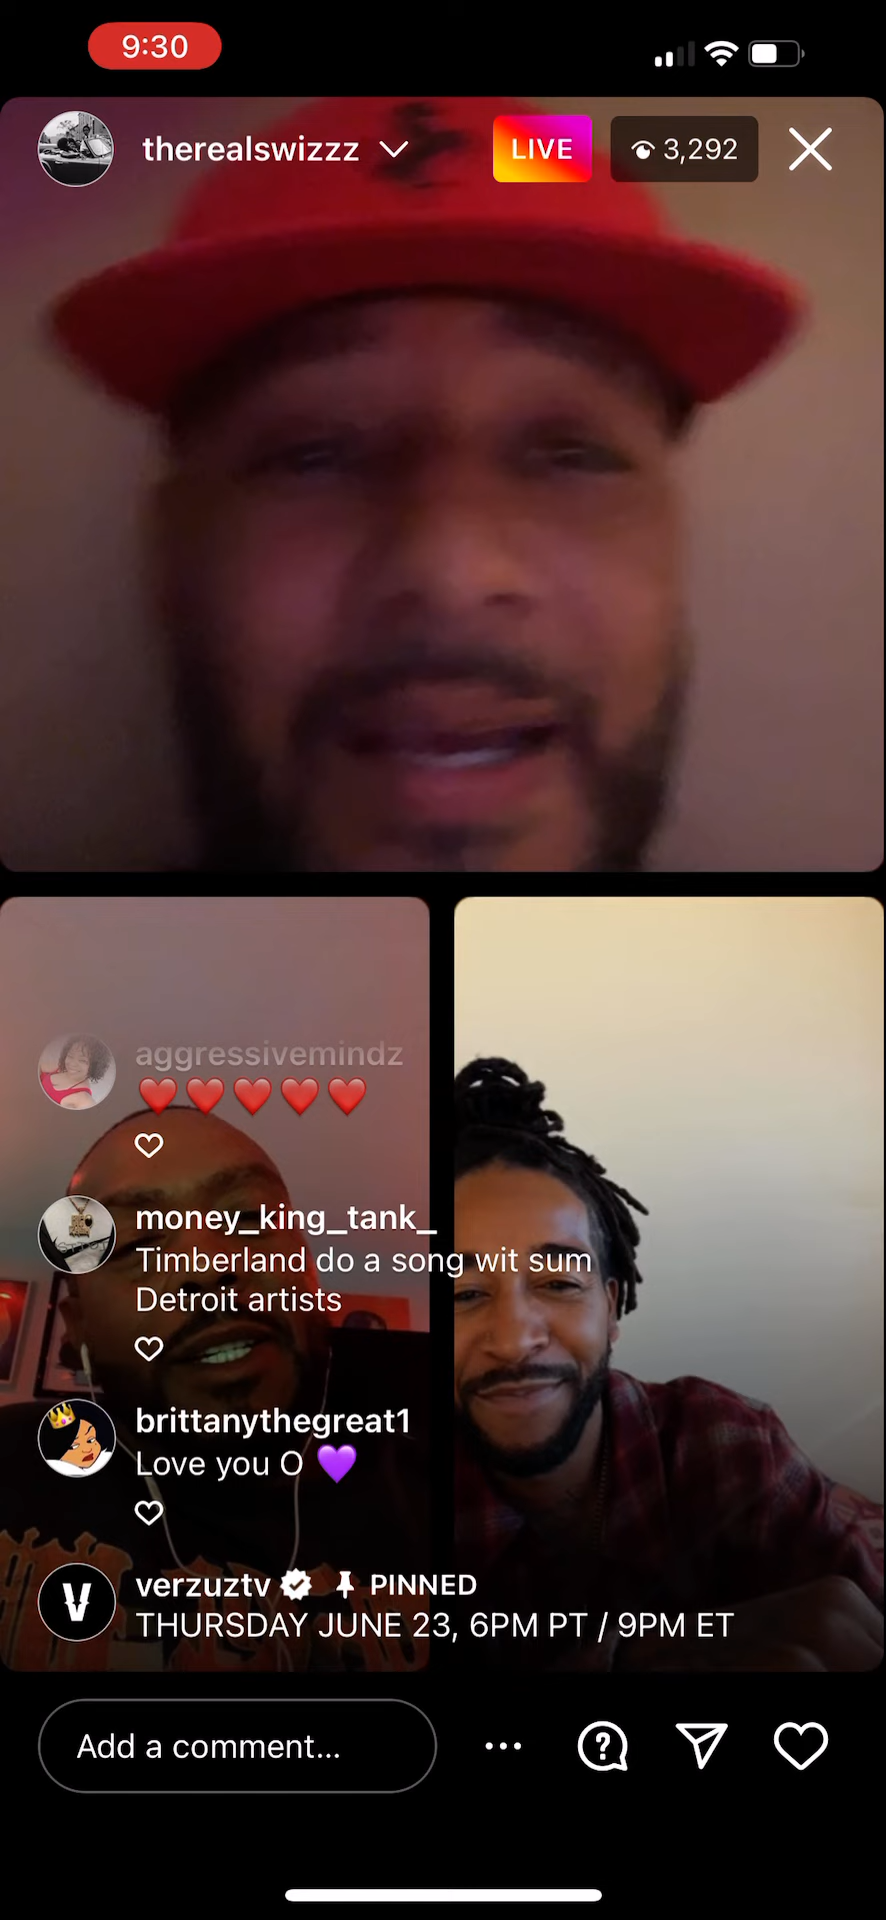 9:30
therealswizzz
LIVE
3,292
aggressivemindz
❤️❤️❤️❤️❤️
money_king_tank_
Timberland do a song wit sum
Detroit artists
brittanythegreat1
Love you O 💜
V
verzuztv PINNED
THURSDAY JUNE 23, 6PM PT / 9PM ET
Add a comment...